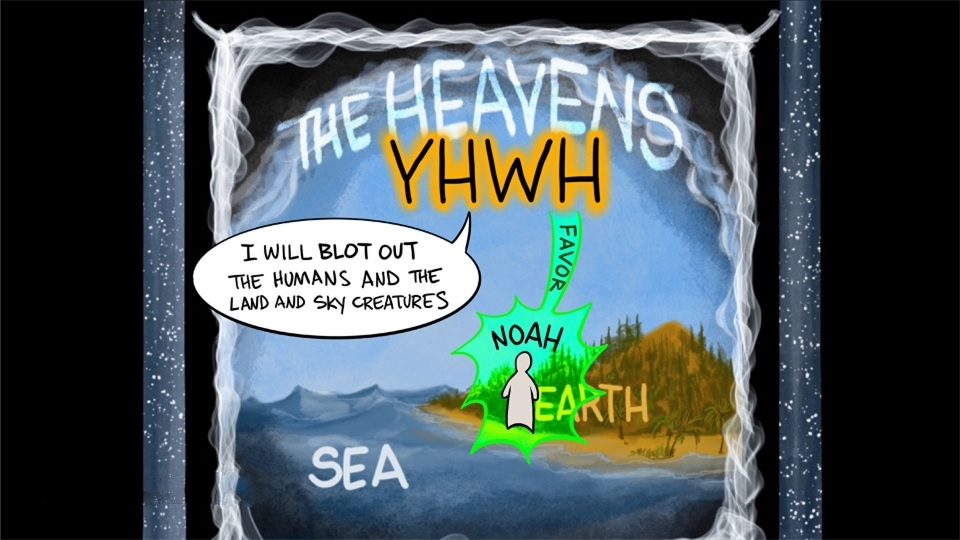 THE HEAVENS
YHWH
I WILL BLOT OUT
THE HUMANS AND THE
LAND AND SKY CREATURES
FAVOR
NOAH
EARTH
SEA